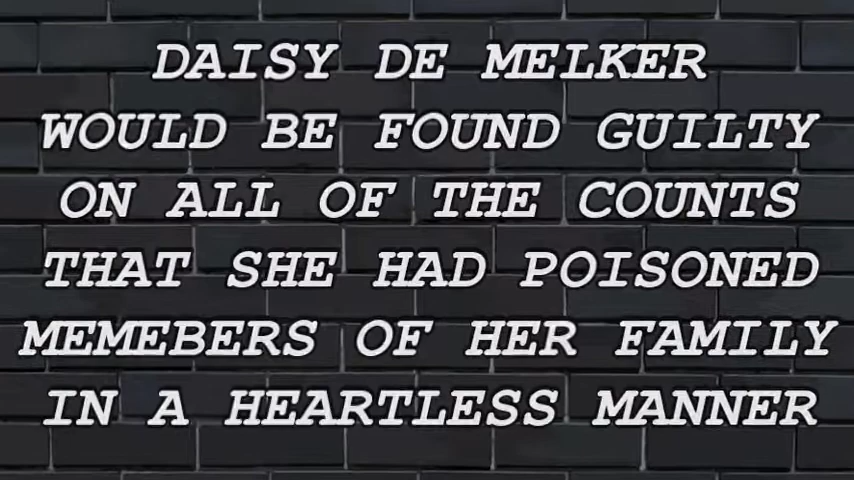 DAISY DE MELKER
WOULD BE FOUND GUILTY
ON ALL OF THE COUNTS
THAT SHE HAD POISONED
MEMEBERS OF HER FAMILY
IN A HEARTLESS MANNER